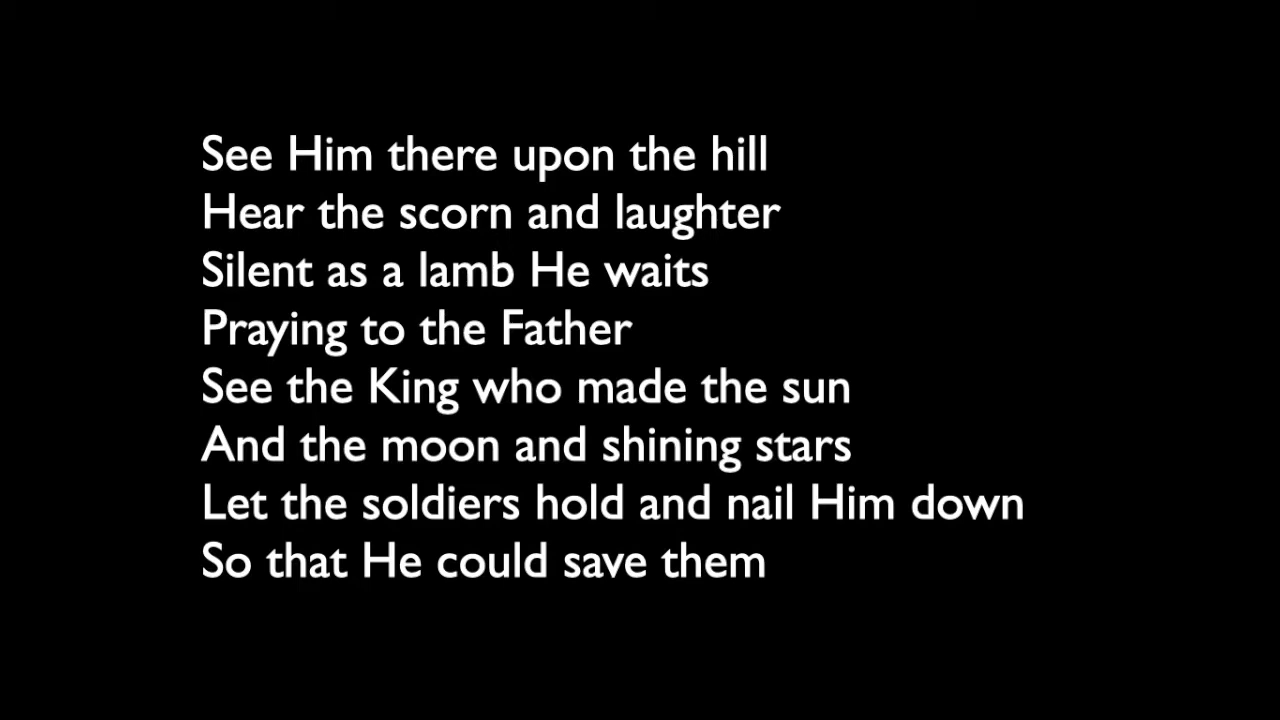 See Him there upon the hill
Hear the scorn and laughter
Silent as a lamb He waits
Praying to the Father
See the King who made the sun
And the moon and shining stars
Let the soldiers hold and nail Him down
So that He could save them